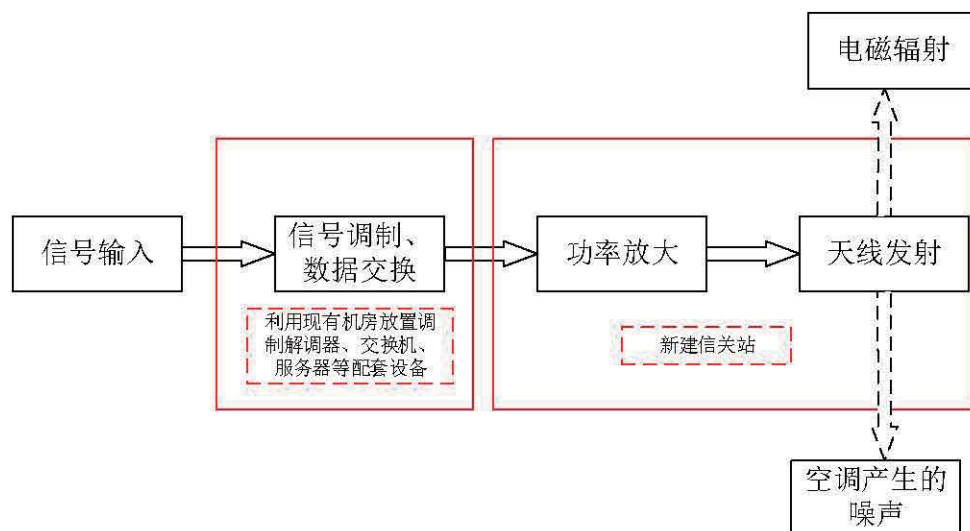 电磁辐射
信号输入
信号调制、
数据交换
功率放大
天线发射
利用现有机房放置调
制解调器、交换机、
服务器等配套设备
新建信关站
空调产生的
噪声